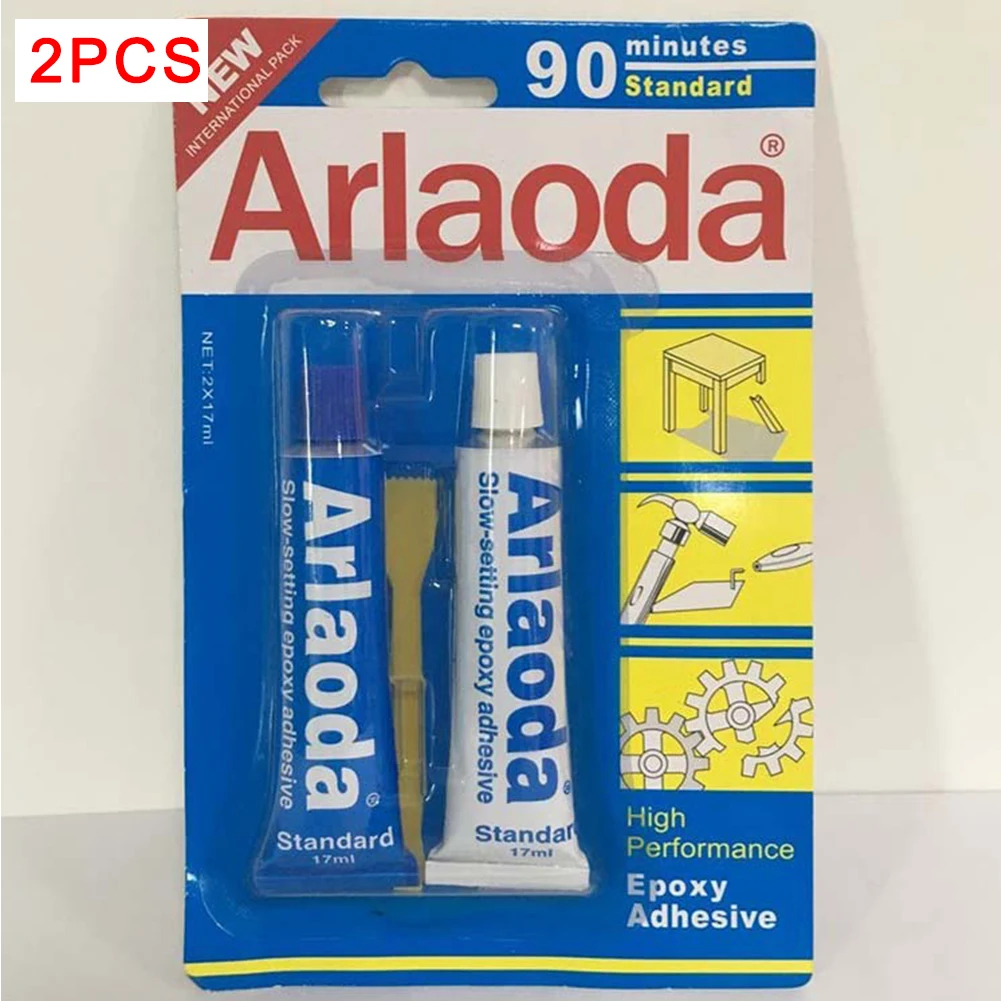 2PCS
NEW
INTERNATIONAL PACK
90 minutes
Standard
Arlaoda®
NET:2X17ml
Arlaoda®
Slow-setting epoxy adhesive
Standard
17ml
Arlaoda®
Slow-setting epoxy adhesive
Standard
17ml
High
Performance
Epoxy
Adhesive